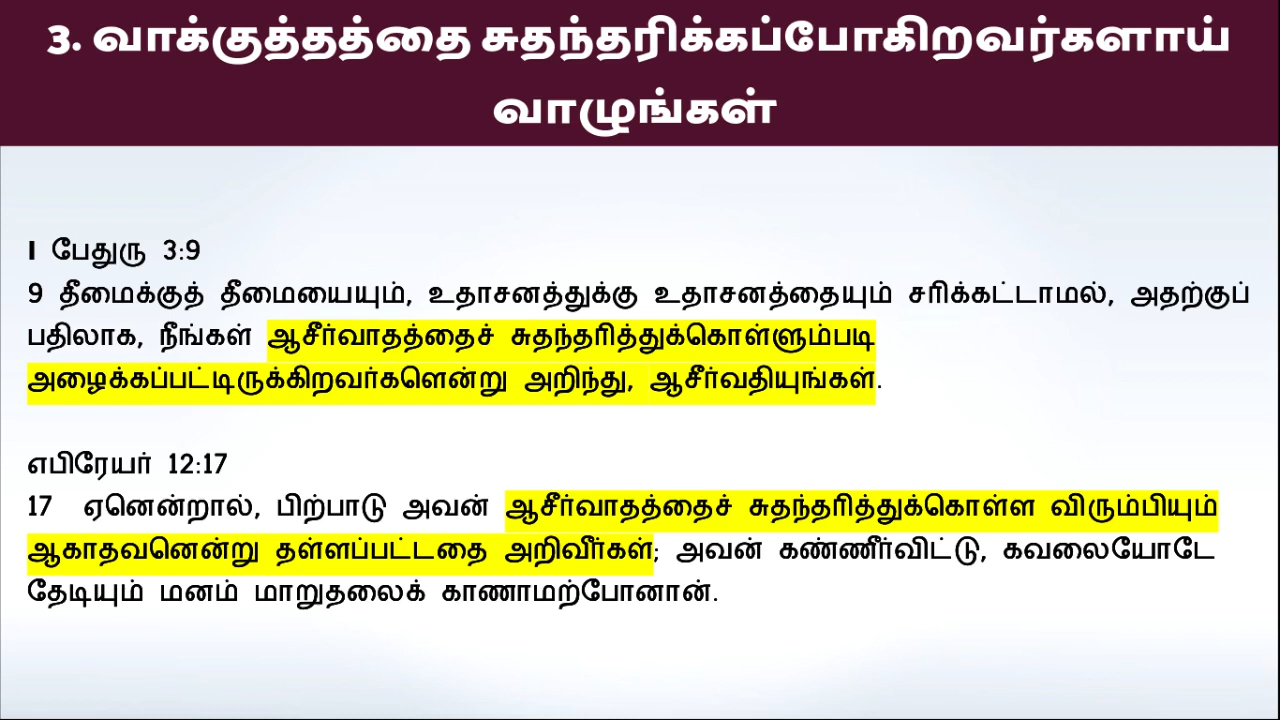 3. வாக்குத்தத்தை சுதந்தரிக்கப்போகிறவர்களாய்
வாழுங்கள்
I பேதுரு 3:9
9 தீமைக்குத் தீமையையும், உதாசனத்துக்கு உதாசனத்தையும் சரிக்கட்டாமல், அதற்குப்
பதிலாக, நீங்கள் ஆசீர்வாதத்தைச் சுதந்தரித்துக்கொள்ளும்படி
அழைக்கப்பட்டிருக்கிறவர்களென்று அறிந்து, ஆசீர்வதியுங்கள்.
எபிரேயர் 12:17
17 ஏனென்றால், பிற்பாடு அவன் ஆசீர்வாதத்தைச் சுதந்தரித்துக்கொள்ள விரும்பியும்
ஆகாதவனென்று தள்ளப்பட்டதை அறிவீர்கள்; அவன் கண்ணீர்விட்டு, கவலையோடே
தேடியும் மனம் மாறுதலைக் காணாமற்போனான்.